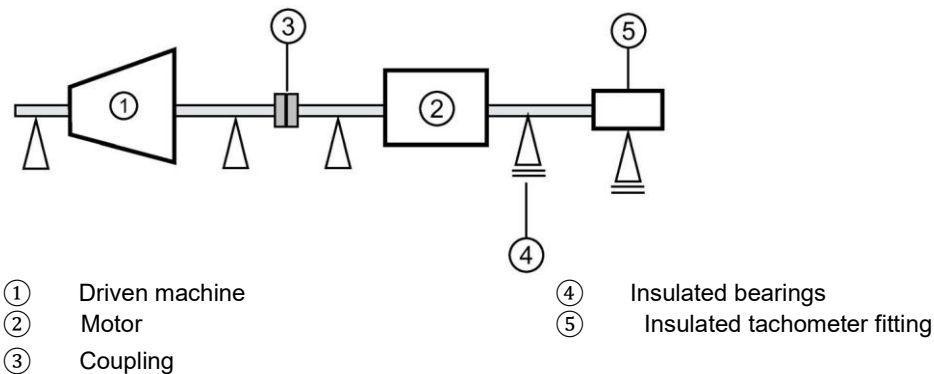 ③
⑤
①
②
④
① Driven machine
② Motor
③ Coupling
④ Insulated bearings
⑤ Insulated tachometer fitting